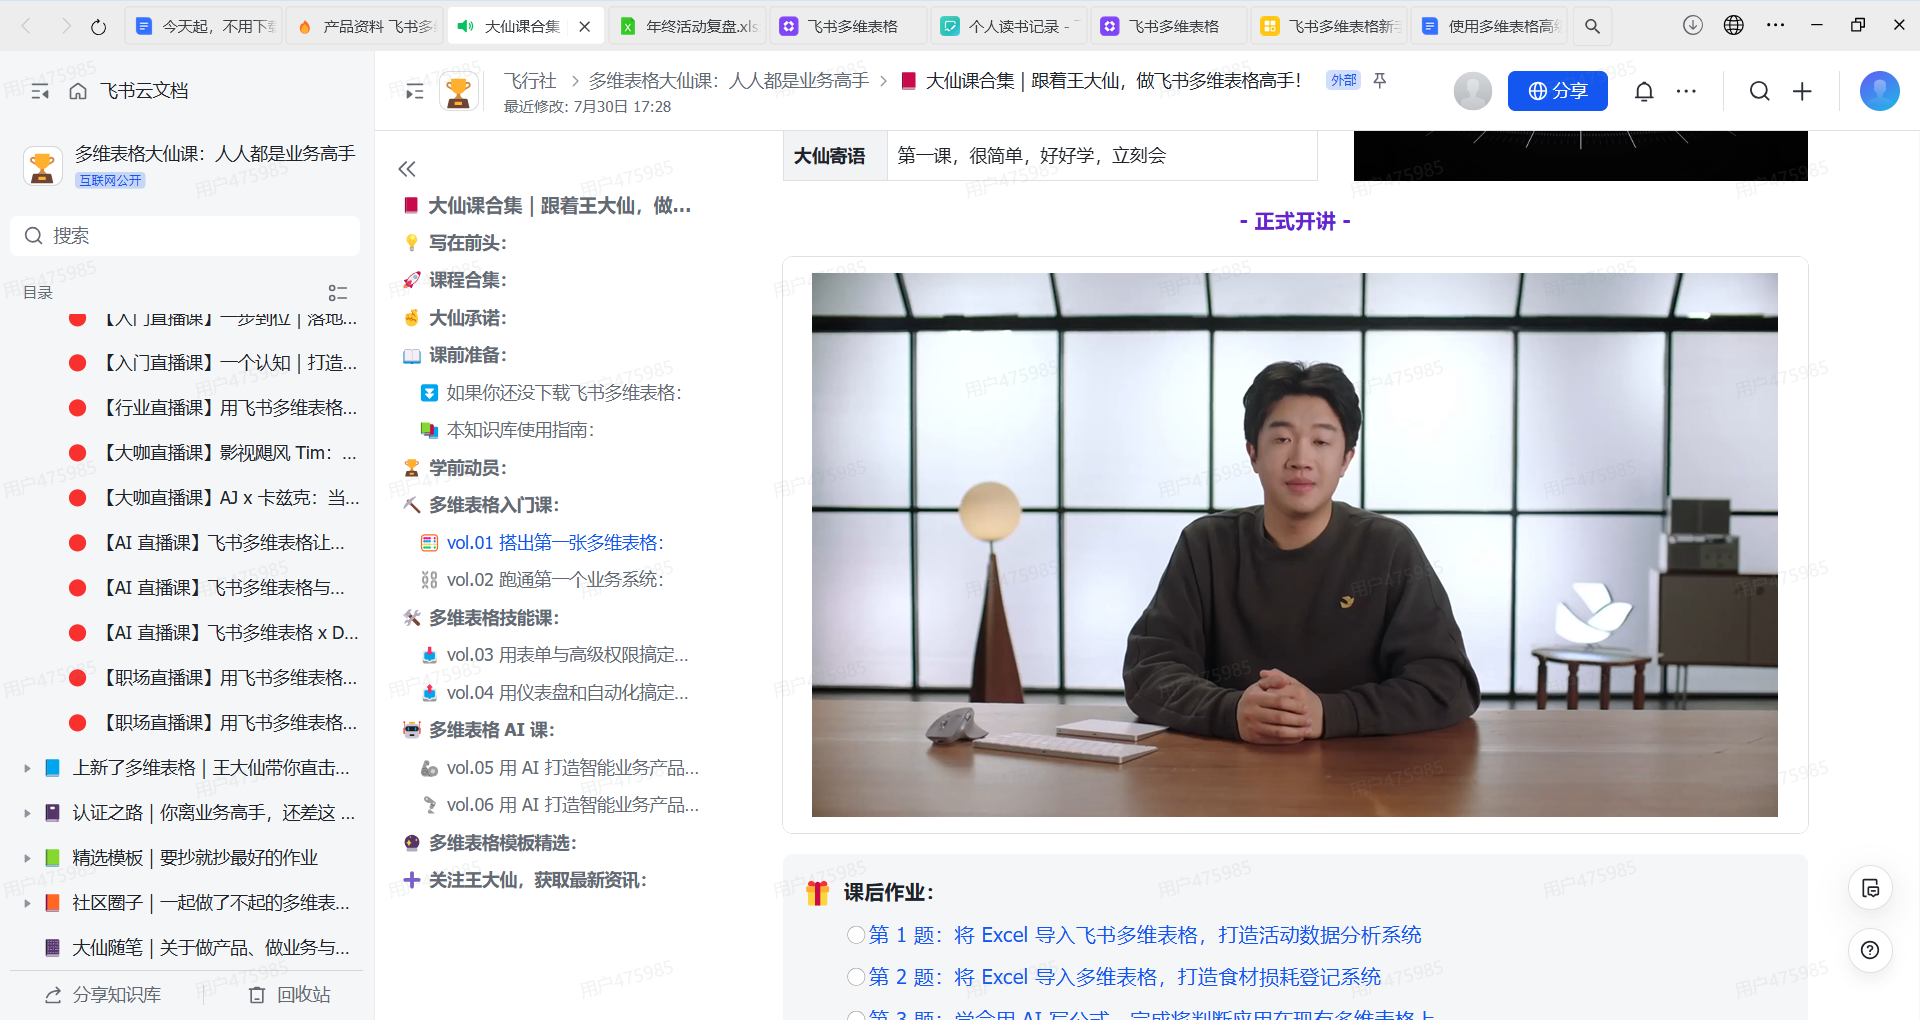 今天起，不用下载
产品资料 飞书多
大仙课合集
年终活动复盘.xls
飞书多维表格
个人读书记录 -
飞书多维表格
飞书多维表格新
使用多维表格高
飞书云文档
飞行社 > 多维表格大仙课：人人都是业务高手 > 大仙课合集 | 跟着王大仙，做飞书多维表格高手！ 外部
最近修改: 7月30日 17:28
分享
多维表格大仙课：人人都是业务高手
互联网公开
搜索
目录
【入门直播课】一步到位 | 落地...
【入门直播课】一个认知 | 打造...
【行业直播课】用飞书多维表格...
【大咖直播课】影视飓风 Tim：...
【大咖直播课】AJ x 卡兹克：当...
【AI 直播课】飞书多维表格让...
【AI 直播课】飞书多维表格与...
【AI 直播课】飞书多维表格 x D...
【职场直播课】用飞书多维表格...
【职场直播课】用飞书多维表格...
上新了多维表格 | 王大仙带你直击...
认证之路 | 你离业务高手，还差这 ...
精选模板 | 要抄就抄最好的作业
社区圈子 | 一起做了不起的多维表...
大仙随笔 | 关于做产品、做业务与...
分享知识库
回收站
大仙课合集 | 跟着王大仙，做...
写在前头：
课程合集：
大仙承诺：
课前准备：
如果你还没下载飞书多维表格：
本知识库使用指南：
学前动员：
多维表格入门课：
vol.01 搭出第一张多维表格：
vol.02 跑通第一个业务系统：
多维表格技能课：
vol.03 用表单与高级权限搞定...
vol.04 用仪表盘和自动化搞定...
多维表格 AI 课：
vol.05 用 AI 打造智能业务产品...
vol.06 用 AI 打造智能业务产品...
多维表格模板精选：
关注王大仙，获取最新资讯：
大仙寄语 第一课，很简单，好好学，立刻会
- 正式开讲 -
课后作业：
第 1 题：将 Excel 导入飞书多维表格，打造活动数据分析系统
第 2 题：将 Excel 导入多维表格，打造食材损耗登记系统
第 3 题：学会用 AI 写公式，完成将判断应用在现有多维表格上
用户475985